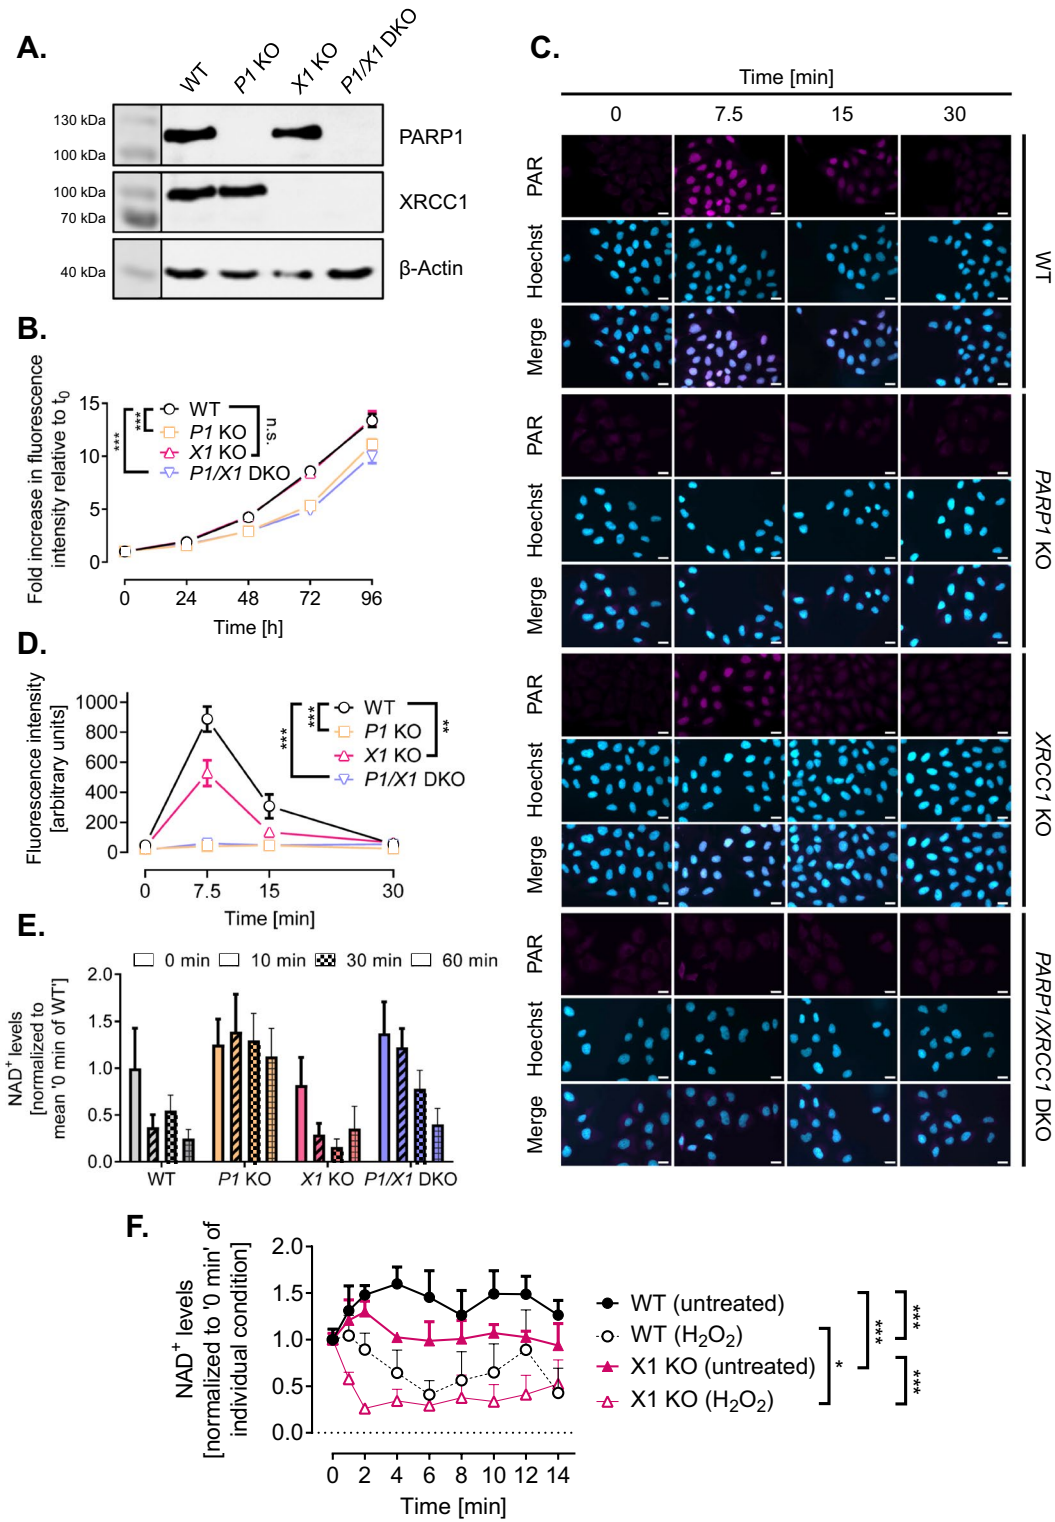 A.
WT
P1 KO
X1 KO
P1/X1 DKO
130 kDa
100 kDa
PARP1
100 kDa
70 kDa
XRCC1
40 kDa
β-Actin
B.
Fold increase in fluorescence
intensity relative to t0
15
10
5
0
WT
P1 KO
X1 KO
P1/X1 DKO
***
***
n.s.
0 24 48 72 96
Time [h]
C.
Time [min]
0 7.5 15 30
PAR
Hoechst
Merge
WT
PAR
Hoechst
Merge
PARP1 KO
PAR
Hoechst
Merge
XRCC1 KO
PAR
Hoechst
Merge
PARP1/XRCC1 DKO
D.
Fluorescence intensity
[arbitrary units]
1000
800
600
400
200
0
WT
P1 KO
X1 KO
P1/X1 DKO
***
***
**
0 7.5 15 30
Time [min]
E.
0 min 10 min 30 min 60 min
NAD+ levels
[normalized to
mean '0 min of WT']
2.0
1.5
1.0
0.5
0.0
WT P1 KO X1 KO P1/X1 DKO
F.
NAD+ levels
[normalized to '0 min' of
individual condition]
2.0
1.5
1.0
0.5
0.0
0 2 4 6 8 10 12 14
Time [min]
WT (untreated)
WT (H2O2)
X1 KO (untreated)
X1 KO (H2O2)
*
***
***
***